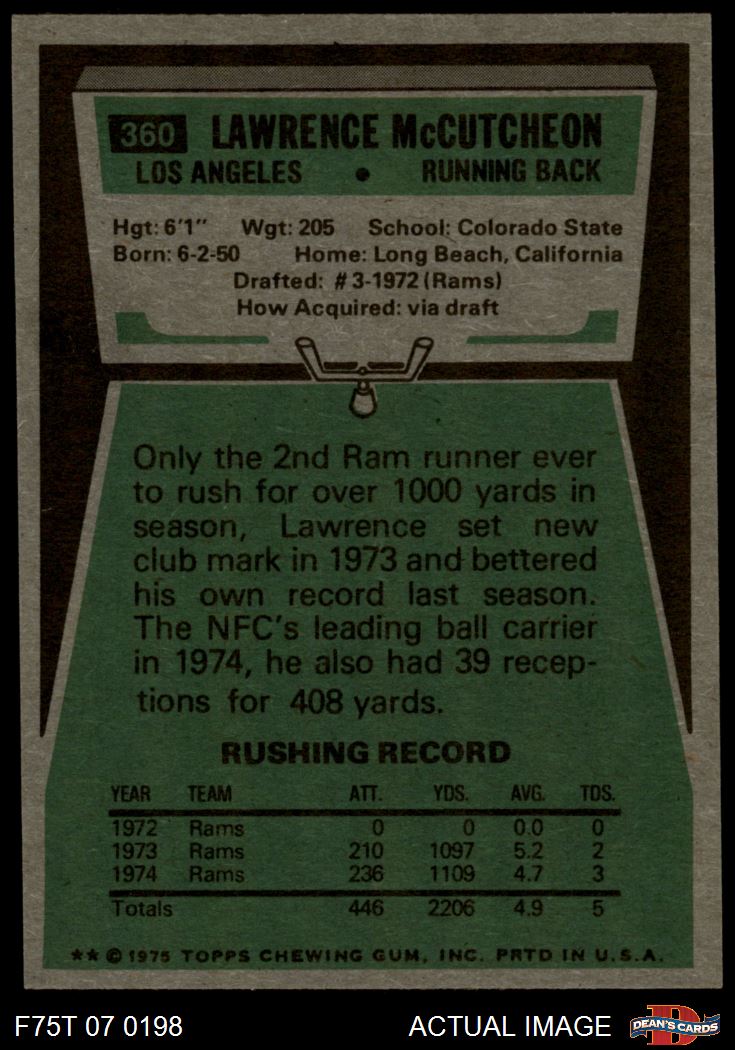 360 LAWRENCE McCUTCHEON
LOS ANGELES • RUNNING BACK
Hgt: 6'1" Wgt: 205 School: Colorado State
Born: 6-2-50 Home: Long Beach, California
Drafted: #3-1972 (Rams)
How Acquired: via draft
Only the 2nd Ram runner ever
to rush for over 1000 yards in
season, Lawrence set new
club mark in 1973 and bettered
his own record last season.
The NFC's leading ball carrier
in 1974, he also had 39 recep-
tions for 408 yards.
RUSHING RECORD
YEAR TEAM ATT. YDS. AVG. TDS.
1972 Rams 0 0 0.0 0
1973 Rams 210 1097 5.2 2
1974 Rams 236 1109 4.7 3
Totals 446 2206 4.9 5
** © 1975 TOPPS CHEWING GUM, INC. PRTD IN U.S.A.
F75T 07 0198 ACTUAL IMAGE D DEAN'S CARDS